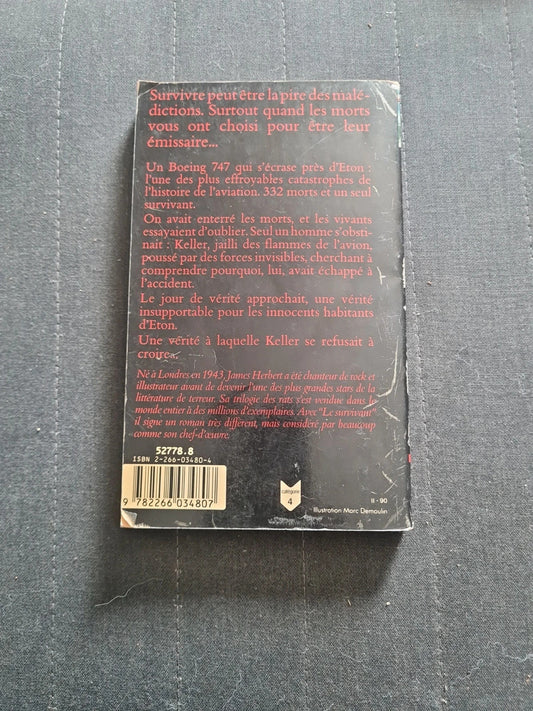 Survivre peut être la pire des malé-
dictions. Surtout quand les morts
vous ont choisi pour être leur
émissaire...
Un Boeing 747 qui s'écrase près d'Eton :
l'une des plus effroyables catastrophes de
l'histoire de l'aviation. 332 morts et un seul
survivant.
On avait enterré les morts, et les vivants
essayaient d'oublier. Seul un homme s'obsti-
nait : Keller, jailli des flammes de l'avion,
poussé par des forces invisibles, cherchant à
comprendre pourquoi, lui, avait échappé à
l'accident.
Le jour de vérité approchait, une vérité
insupportable pour les innocents habitants
d'Eton.
Une vérité à laquelle Keller se refusait à
croire...
Né à Londres en 1943, James Herbert a été chanteur de rock et
illustrateur avant de devenir l'une des plus grandes stars de la
littérature de terreur. Sa trilogie des rats s'est vendue dans le
monde entier à des millions d'exemplaires. Avec "Le survivant"
il signe un roman très différent, mais considéré par beaucoup
comme son chef-d'œuvre.
52778.8
ISBN 2-266-03480-4
9 782266 034807
catégorie
4
II - 90
Illustration Marc Demoulin